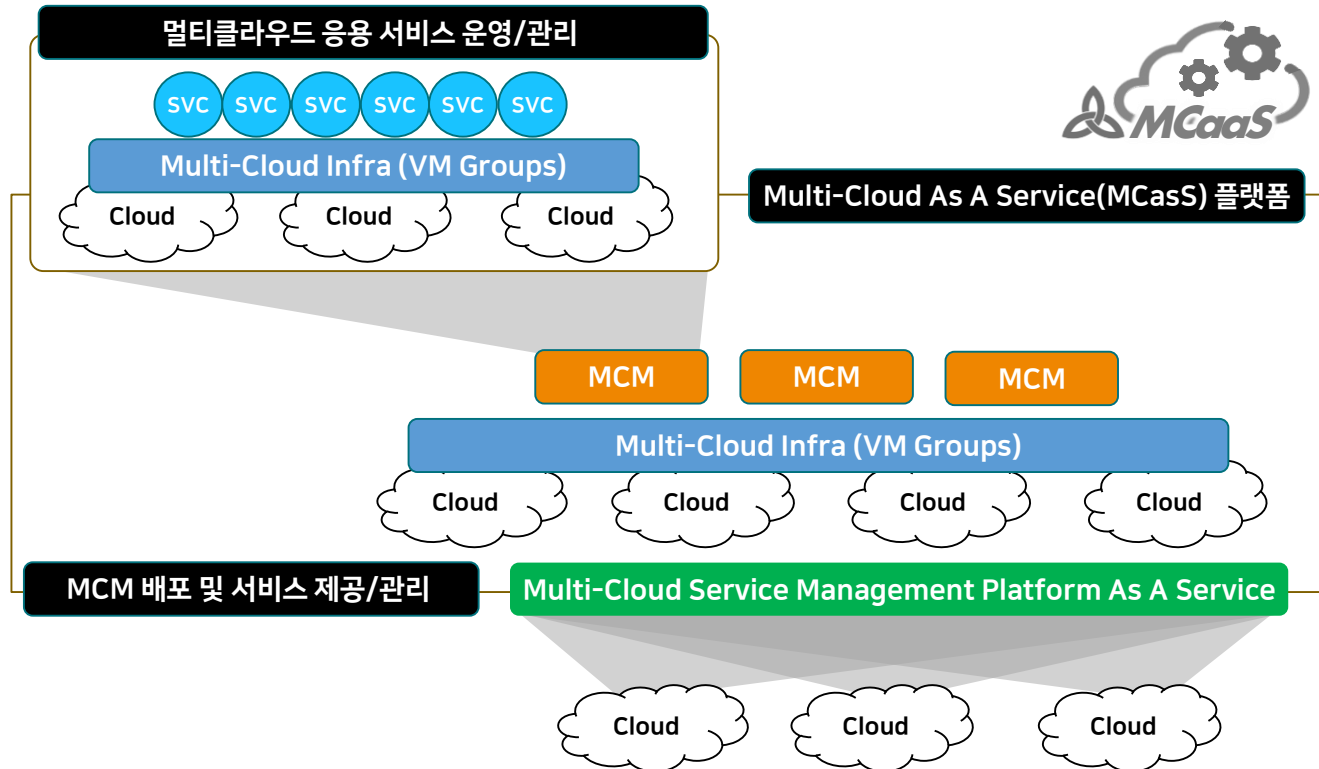 멀티클라우드 응용 서비스 운영/관리
SVC SVC SVC SVC SVC SVC
Multi-Cloud Infra (VM Groups)
Cloud Cloud Cloud
MCaaS
Multi-Cloud As A Service(MCasS) 플랫폼
MCM MCM MCM
Multi-Cloud Infra (VM Groups)
Cloud Cloud Cloud Cloud
MCM 배포 및 서비스 제공/관리
Multi-Cloud Service Management Platform As A Service
Cloud Cloud Cloud